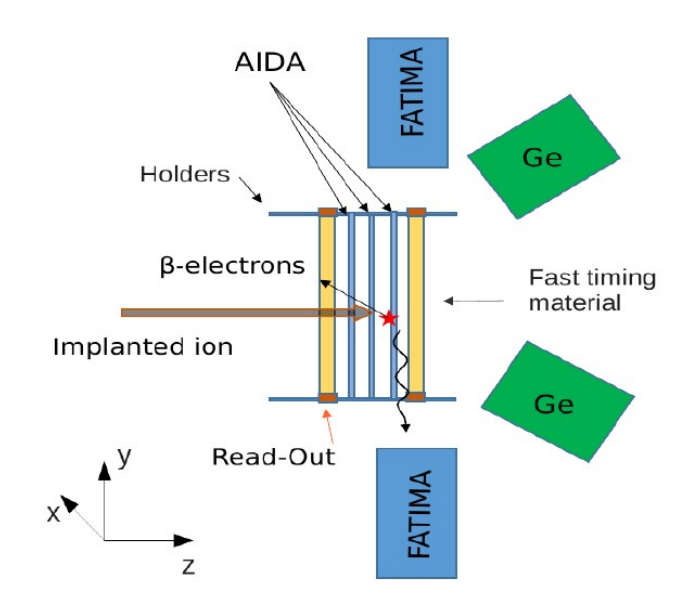 AIDA
FATIMA
Ge
Holders
β-electrons
Fast timing
material
Implanted ion
Ge
Read-Out
FATIMA
y
x
z